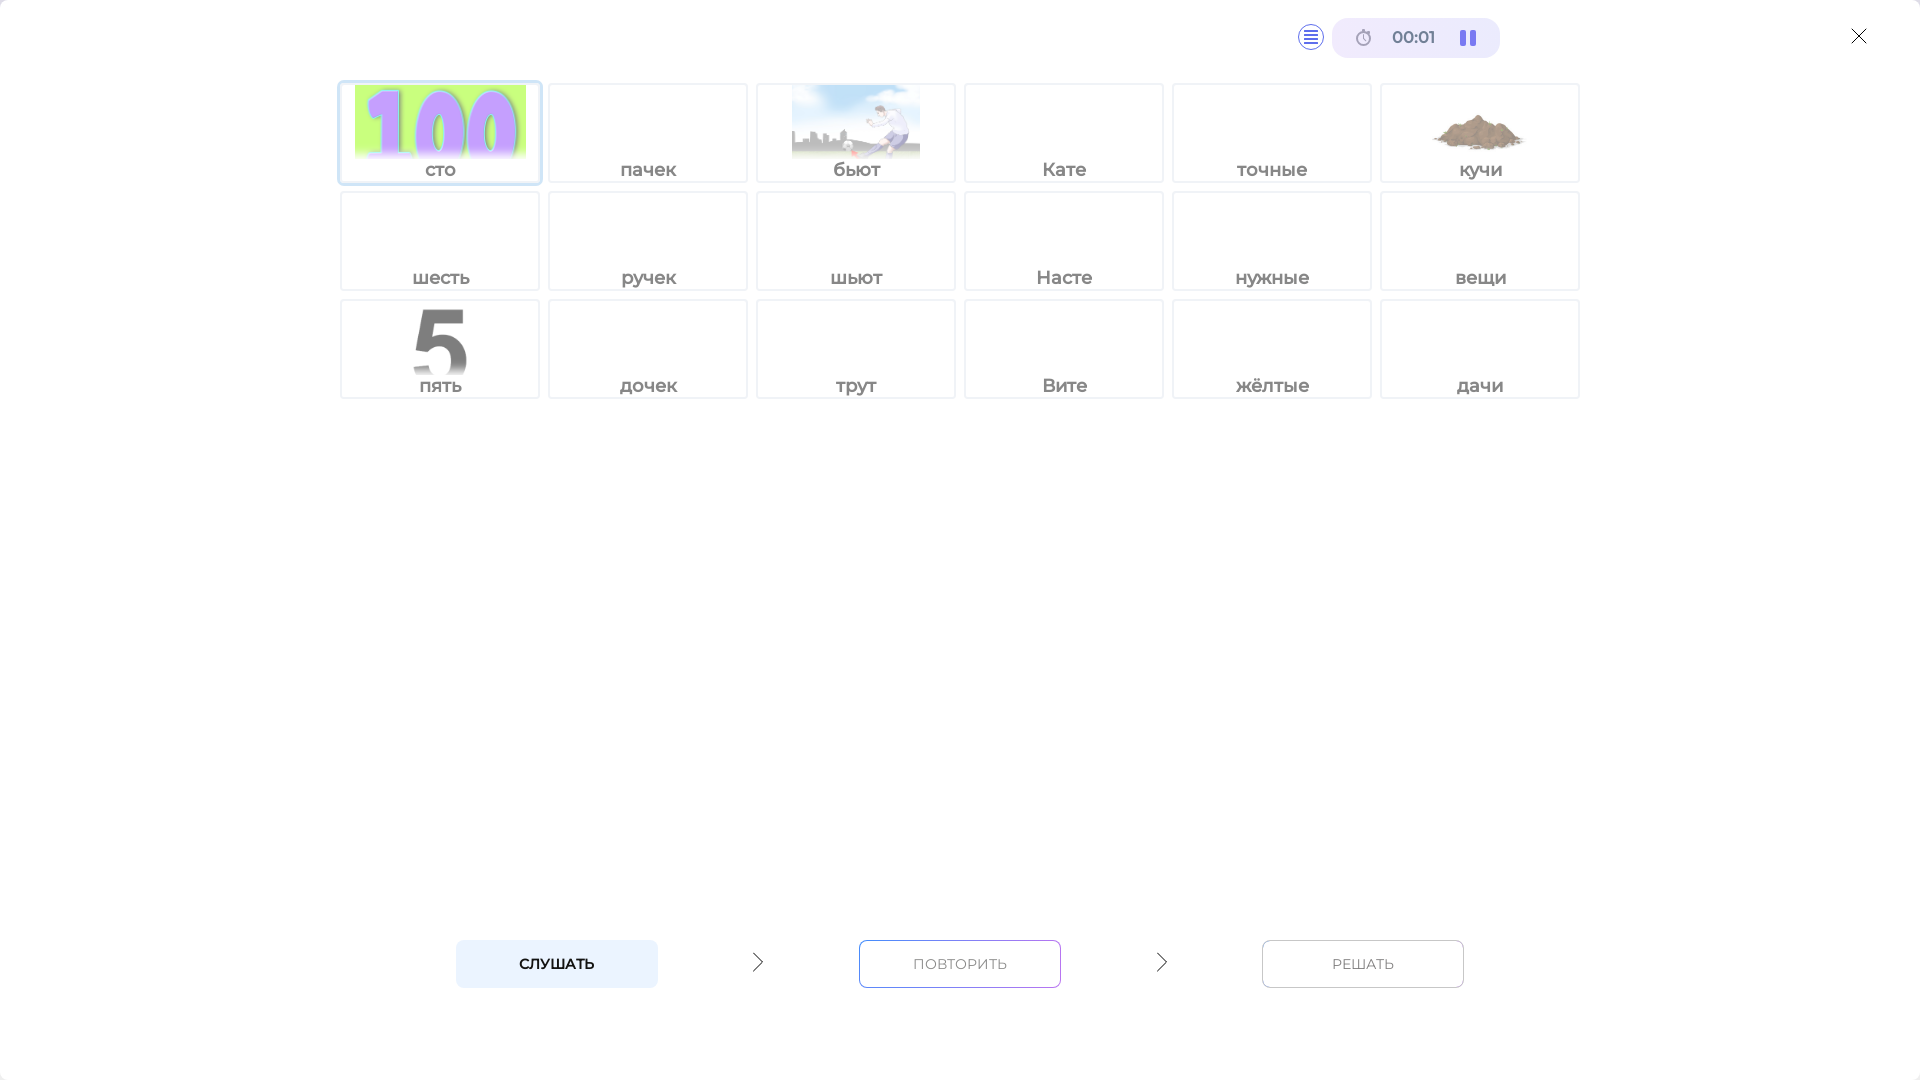 00:01
100
сто пачек бьют Кате точные кучи
шесть ручек шьют Насте нужные вещи
5
пять дочек трут Вите жёлтые дачи
СЛУШАТЬ ПОВТОРИТЬ РЕШАТЬ